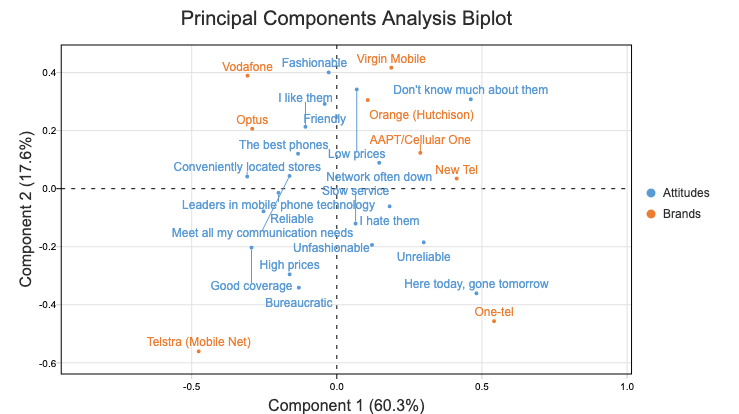 Principal Components Analysis Biplot
Component 2 (17.6%)
0.4
0.2
0.0
-0.2
-0.4
-0.6
Vodafone
Fashionable
Virgin Mobile
I like them
Don't know much about them
Optus
Friendly
Orange (Hutchison)
The best phones
Low prices
AAPT/Cellular One
Conveniently located stores
Network often down
New Tel
Slow service
Leaders in mobile phone technology
Reliable
I hate them
Meet all my communication needs
Unfashionable
Unreliable
High prices
Good coverage
Here today, gone tomorrow
Bureaucratic
One-tel
Telstra (Mobile Net)
Attitudes
Brands
-0.5
0.0
0.5
1.0
Component 1 (60.3%)